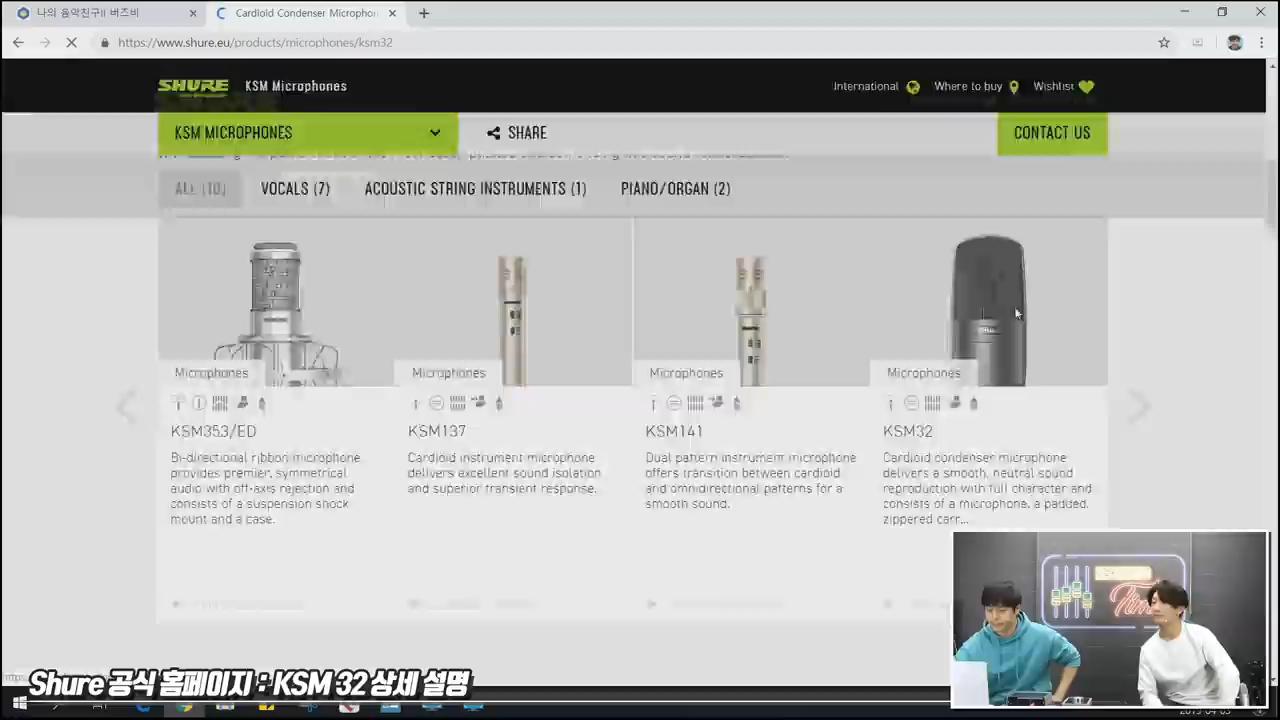 나의 음악친구!! 버즈비
Cardioid Condenser Microphon
https://www.shure.eu/products/microphones/ksm32
SHURE
KSM Microphones
International
Where to buy
Wishlist
KSM MICROPHONES
SHARE
CONTACT US
ALL (10)
VOCALS (7)
ACOUSTIC STRING INSTRUMENTS (1)
PIANO/ORGAN (2)
Microphones
KSM353/ED
Bi-directional ribbon microphone
provides premier, symmetrical
audio with off-axis rejection and
consists of a suspension shock
mount and a case.
Microphones
KSM137
Cardioid instrument microphone
delivers excellent sound isolation
and superior transient response.
Microphones
KSM141
Dual pattern instrument microphone
offers transition between cardioid
and omnidirectional patterns for a
smooth sound.
Microphones
KSM32
Cardioid condenser microphone
delivers a smooth, neutral sound
reproduction with full character and
consists of a microphone, a padded,
zippered carr...
Time
Shure 공식 홈페이지 : KSM 32 상세 설명
2019-04-03